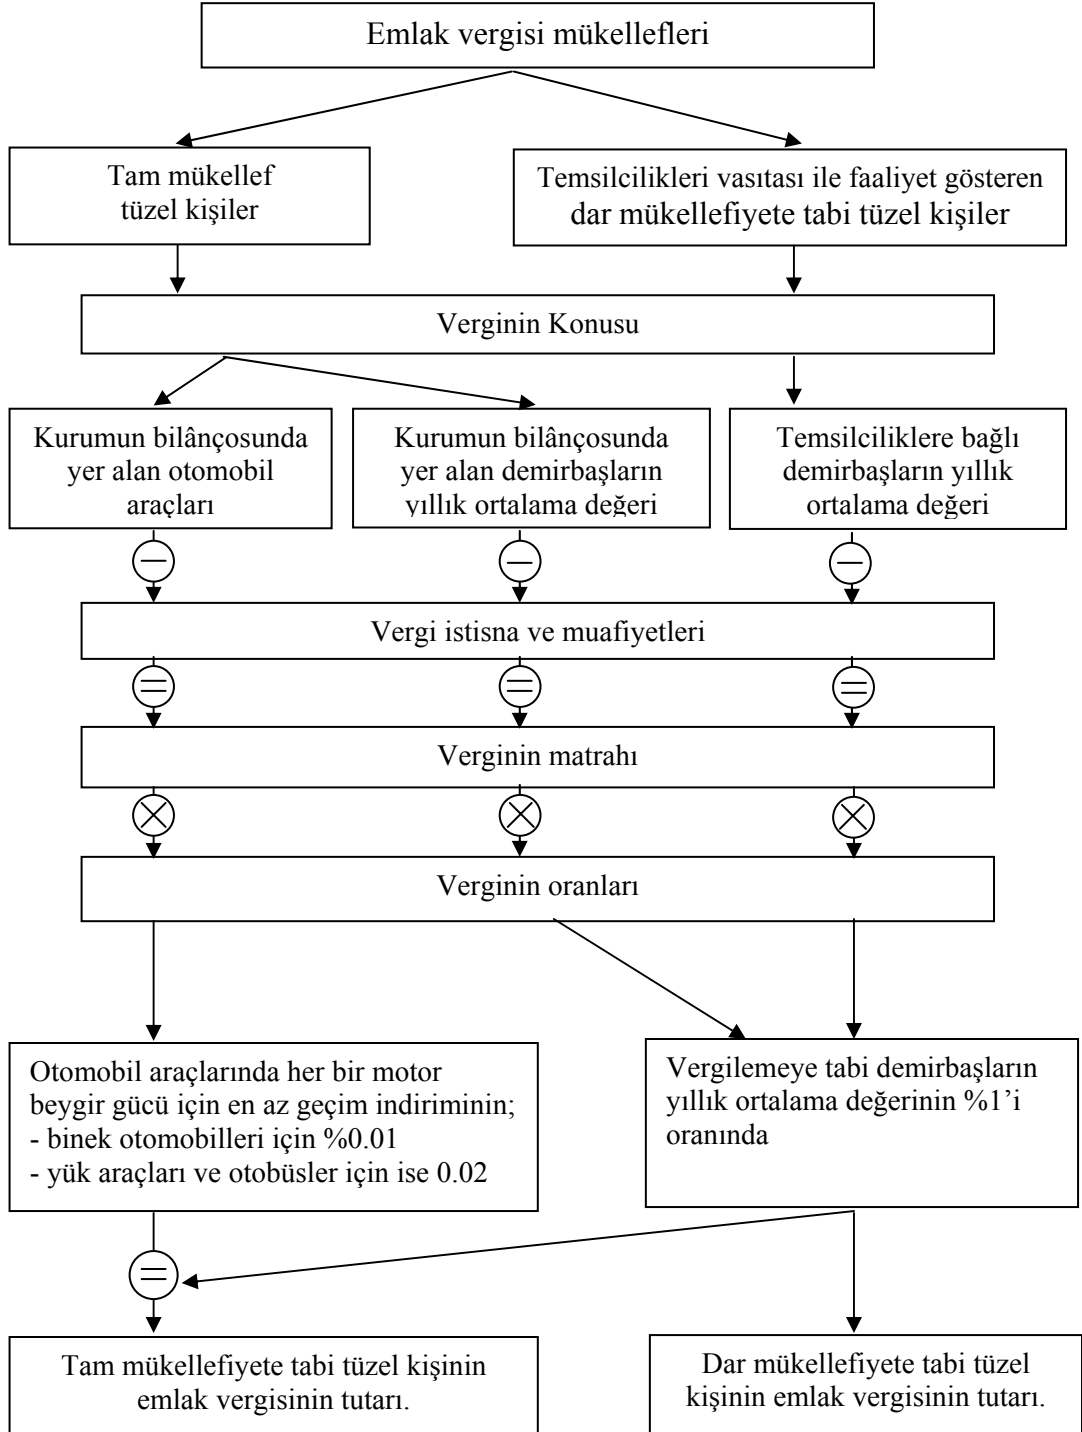 Emlak vergisi mükellefleri
Tam mükellef
tüzel kişiler
Temsilcilikleri vasıtası ile faaliyet gösteren
dar mükellefiyete tabi tüzel kişiler
Verginin Konusu
Kurumun bilânçosunda
yer alan otomobil
araçları
Kurumun bilânçosunda
yer alan demirbaşların
yıllık ortalama değeri
Temsilciliklere bağlı
demirbaşların yıllık
ortalama değeri
Vergi istisna ve muafiyetleri
Verginin matrahı
Verginin oranları
Otomobil araçlarında her bir motor
beygir gücü için en az geçim indiriminin;
- binek otomobilleri için %0.01
- yük araçları ve otobüsler için ise 0.02
Vergilemeye tabi demirbaşların
yıllık ortalama değerinin %1’i
oranında
Tam mükellefiyete tabi tüzel kişinin
emlak vergisinin tutarı.
Dar mükellefiyete tabi tüzel
kişinin emlak vergisinin tutarı.